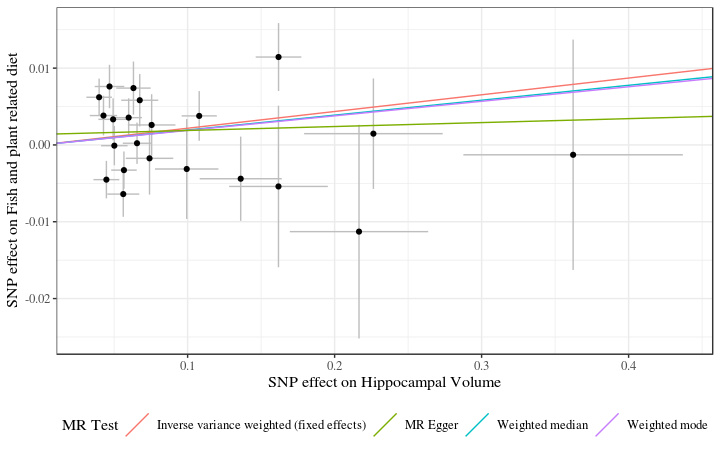 SNP effect on Fish and plant related diet
0.01
0.00
-0.01
-0.02
0.1 0.2 0.3 0.4
SNP effect on Hippocampal Volume
MR Test Inverse variance weighted (fixed effects) MR Egger Weighted median Weighted mode